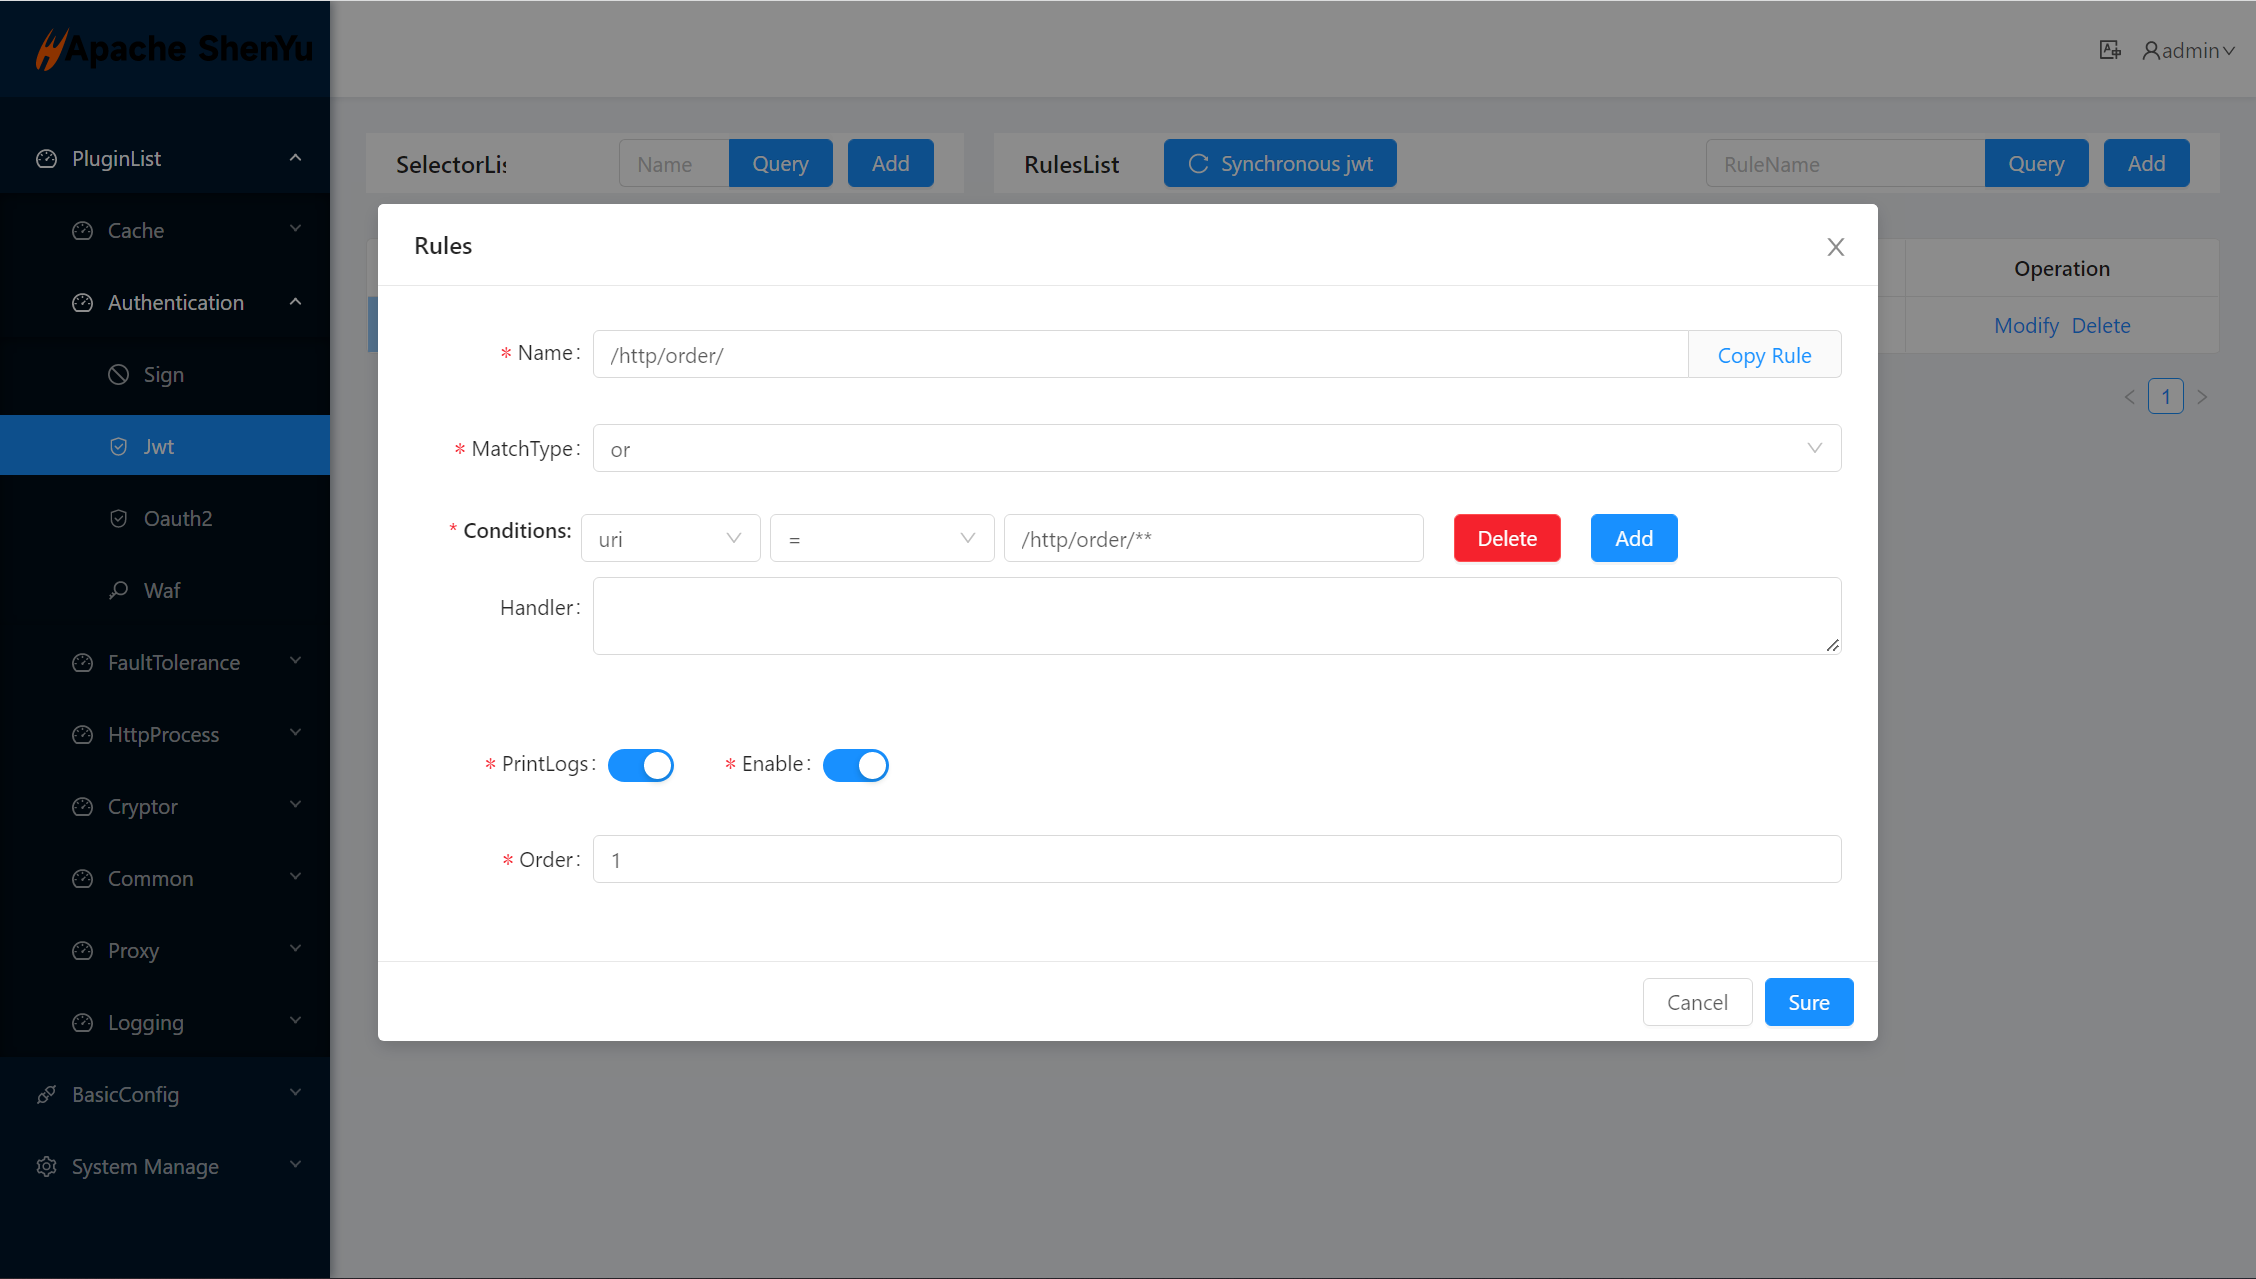 Apache ShenYu
admin
PluginList
Cache
Authentication
Sign
Jwt
Oauth2
Waf
FaultTolerance
HttpProcess
Cryptor
Common
Proxy
Logging
BasicConfig
System Manage
SelectorLis
Name
Query
Add
RulesList
Synchronous jwt
RuleName
Query
Add
Operation
Modify Delete
1
Rules
* Name:
/http/order/
Copy Rule
* MatchType:
or
* Conditions:
uri
=
/http/order/**
Delete
Add
Handler:
* PrintLogs:
* Enable:
* Order:
1
Cancel
Sure